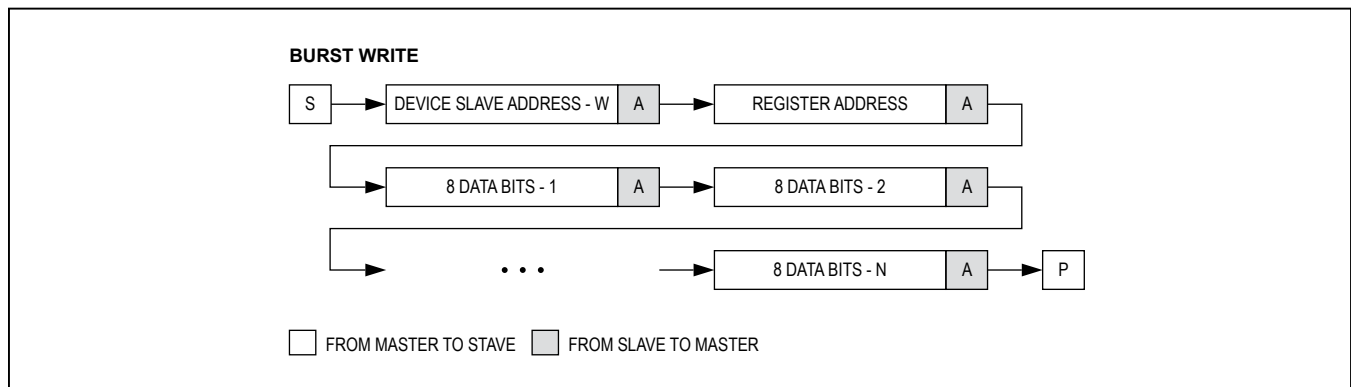 BURST WRITE
S DEVICE SLAVE ADDRESS - W A REGISTER ADDRESS A
8 DATA BITS - 1 A 8 DATA BITS - 2 A
• • • 8 DATA BITS - N A P
FROM MASTER TO STAVE FROM SLAVE TO MASTER